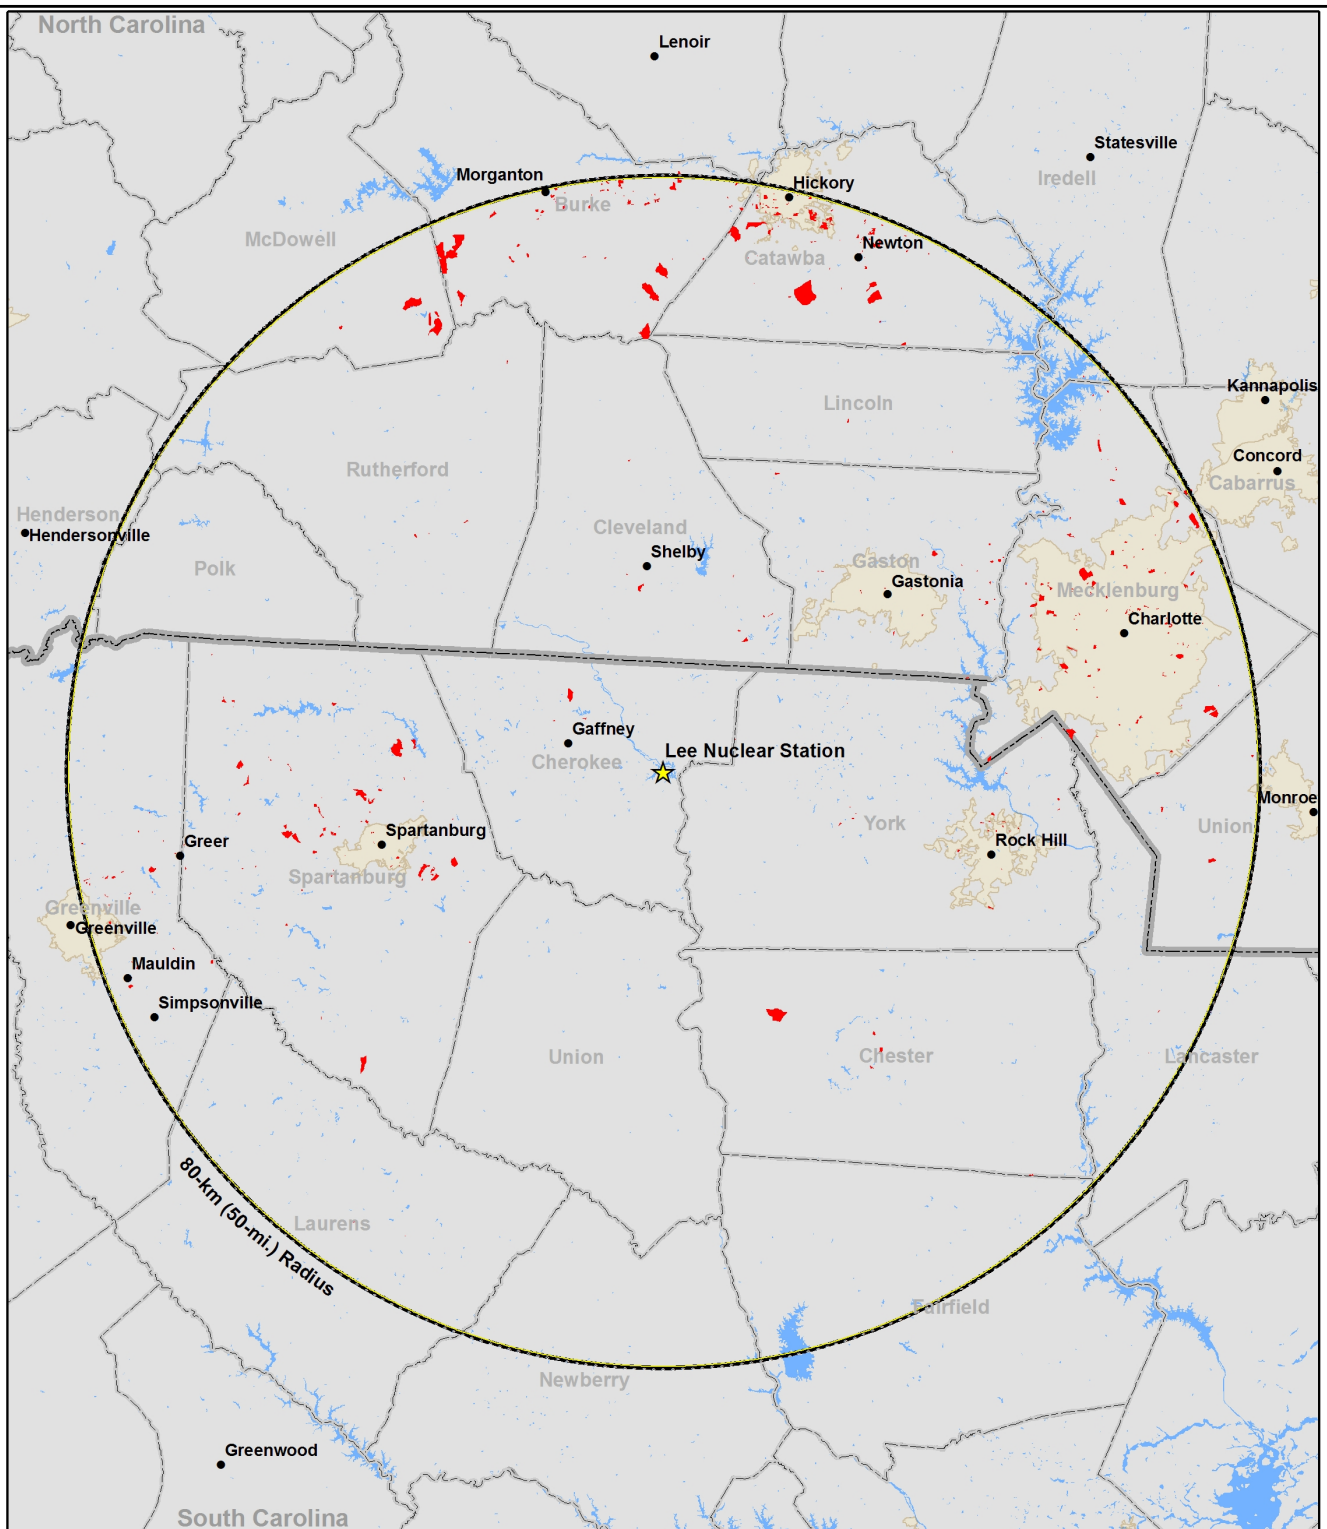 North Carolina
Lenoir
Statesville
Iredell
Morganton
Hickory
Burke
McDowell
Newton
Catawba
Kannapolis
Lincoln
Concord
Rutherford
Cabarrus
Henderson
Hendersonville
Cleveland
Shelby
Gaston
Polk
Gastonia
Mecklenburg
Charlotte
Gaffney
Lee Nuclear Station
Cherokee
Monroe
York
Union
Spartanburg
Greer
Rock Hill
Spartanburg
Greenville
Greenville
Mauldin
Simpsonville
Union
Chester
Lancaster
80-km (50-mi.) Radius
Laurens
Fairfield
Newberry
Greenwood
South Carolina